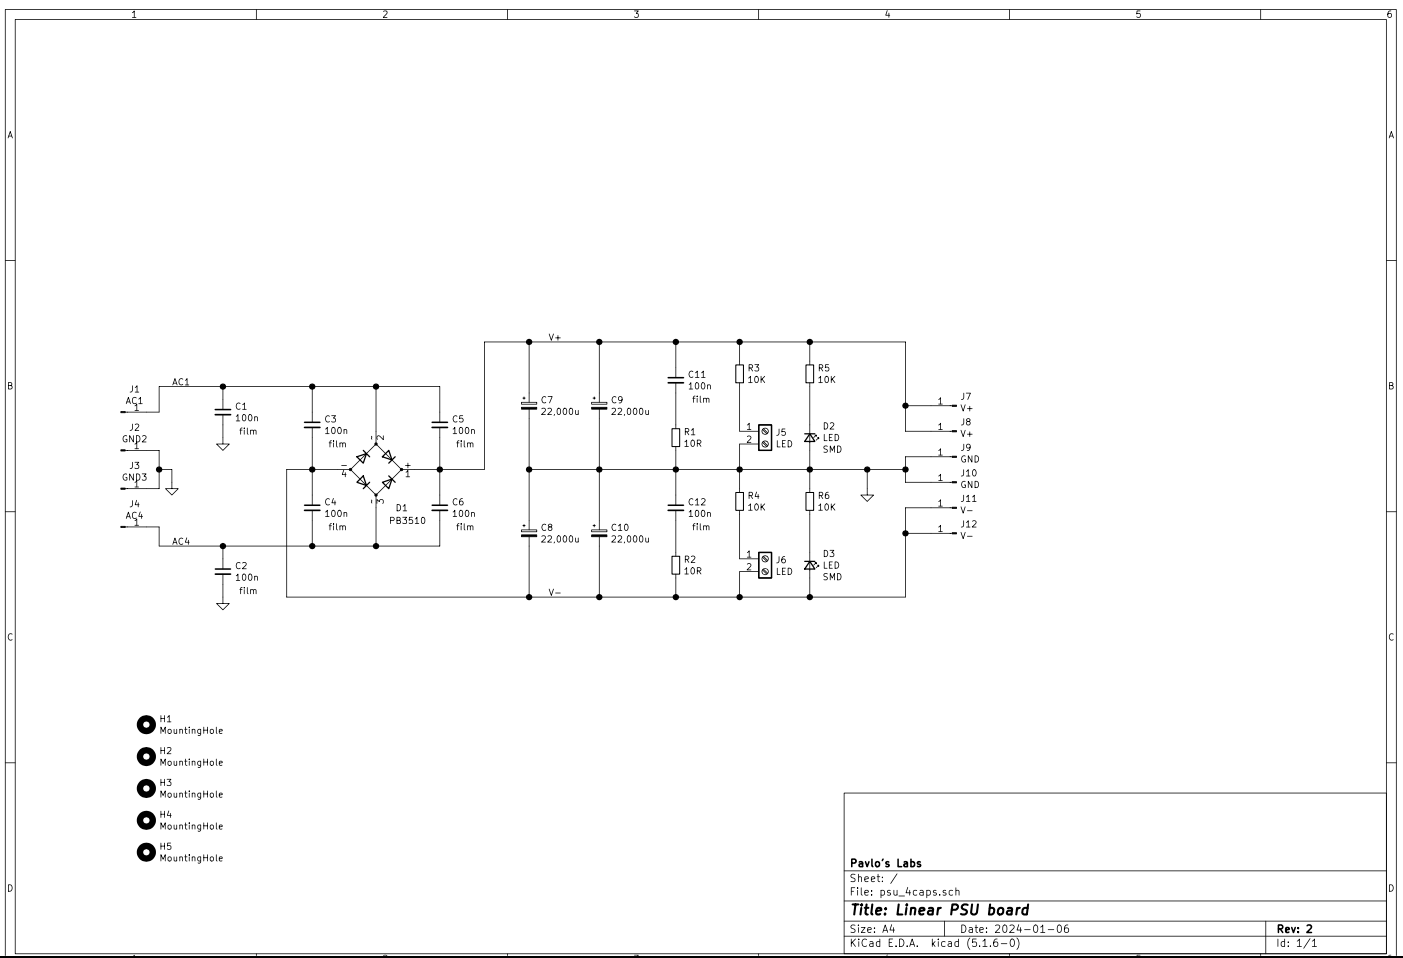 1 2 3 4 5 6
A A
V+
R3
10K
R5
10K
C11
100n
film
AC1
J1
AC1
1
C1
100n
film
C3
100n
film
C5
100n
film
2
C7
22,000u
C9
22,000u
J7
V+
1
J8
V+
1
B B
J2
GND2
1
R1
10R
1
2
J5
LED
D2
LED
SMD
J3
GND3
1
J9
GND
1
J10
GND
1
-
4
+
1
3
D1
PB3510
J4
AC4
1
C4
100n
film
C6
100n
film
C12
100n
film
R4
10K
R6
10K
J11
V-
1
J12
V-
1
AC4
C8
22,000u
C10
22,000u
C2
100n
film
R2
10R
1
2
J6
LED
D3
LED
SMD
V-
C C
H1
MountingHole
H2
MountingHole
H3
MountingHole
H4
MountingHole
H5
MountingHole
D D
Pavlo's Labs
Sheet: /
File: psu_4caps.sch
Title: Linear PSU board
Size: A4 Date: 2024-01-06 Rev: 2
KiCad E.D.A. kicad (5.1.6-0) Id: 1/1